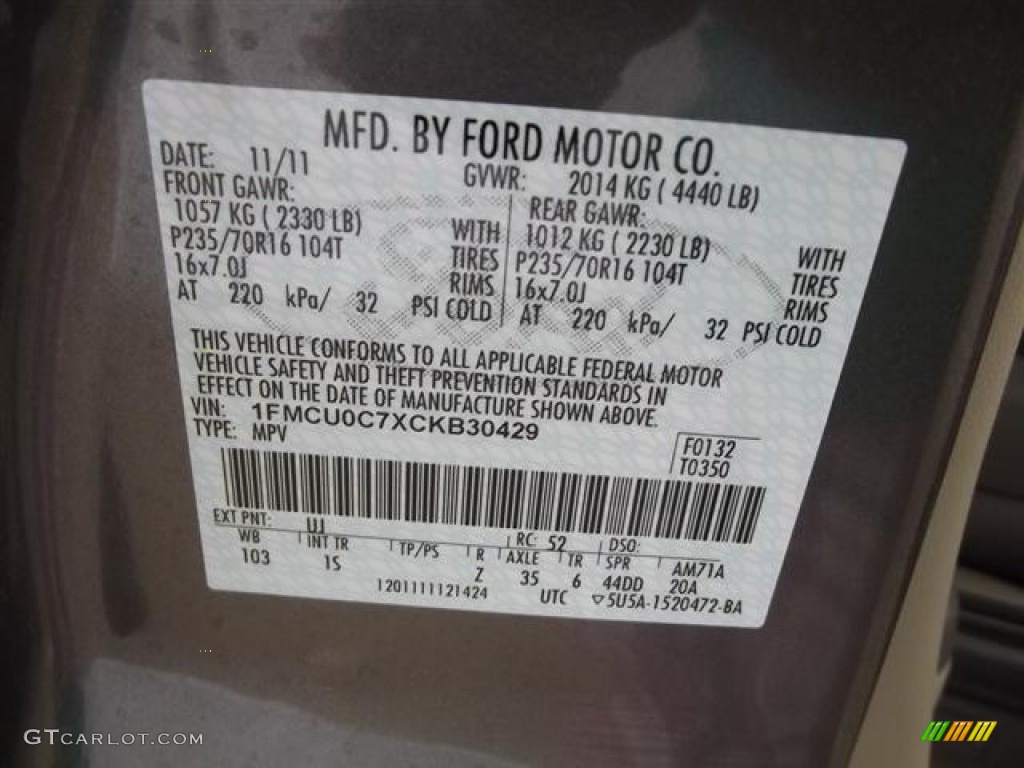 MFD. BY FORD MOTOR CO.
DATE: 11/11 GVWR: 2014 KG ( 4440 LB)
FRONT GAWR: REAR GAWR:
1057 KG ( 2330 LB) WITH 1012 KG ( 2230 LB) WITH
P235/70R16 104T TIRES P235/70R16 104T TIRES
16x7.0J RIMS 16x7.0J RIMS
AT 220 kPa/ 32 PSI COLD AT 220 kPa/ 32 PSI COLD
THIS VEHICLE CONFORMS TO ALL APPLICABLE FEDERAL MOTOR
VEHICLE SAFETY AND THEFT PREVENTION STANDARDS IN
EFFECT ON THE DATE OF MANUFACTURE SHOWN ABOVE.
VIN: 1FMCU0C7XCKB30429
TYPE: MPV
F0132
T0350
EXT PNT: UJ RC: 52 DSO:
WB INT TR TP/PS R AXLE TR SPR AM71A
103 1S Z 35 6 44DD 20A
1201111121424 UTC ▽5U5A-1520472-BA
GTCARLOT.COM